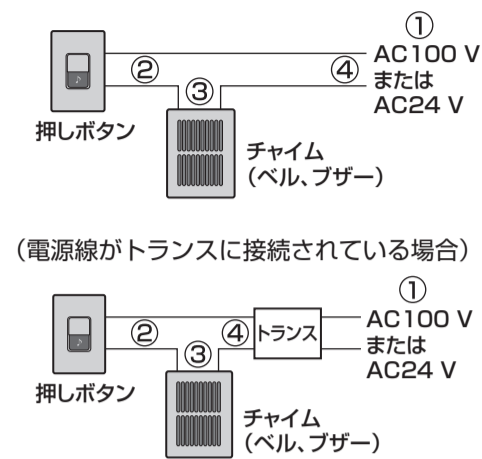 ①
AC100 V
または
AC24 V
②
③
④
押しボタン
チャイム
(ベル、ブザー)
(電源線がトランスに接続されている場合)
①
AC100 V
または
AC24 V
②
③
④
トランス
押しボタン
チャイム
(ベル、ブザー)